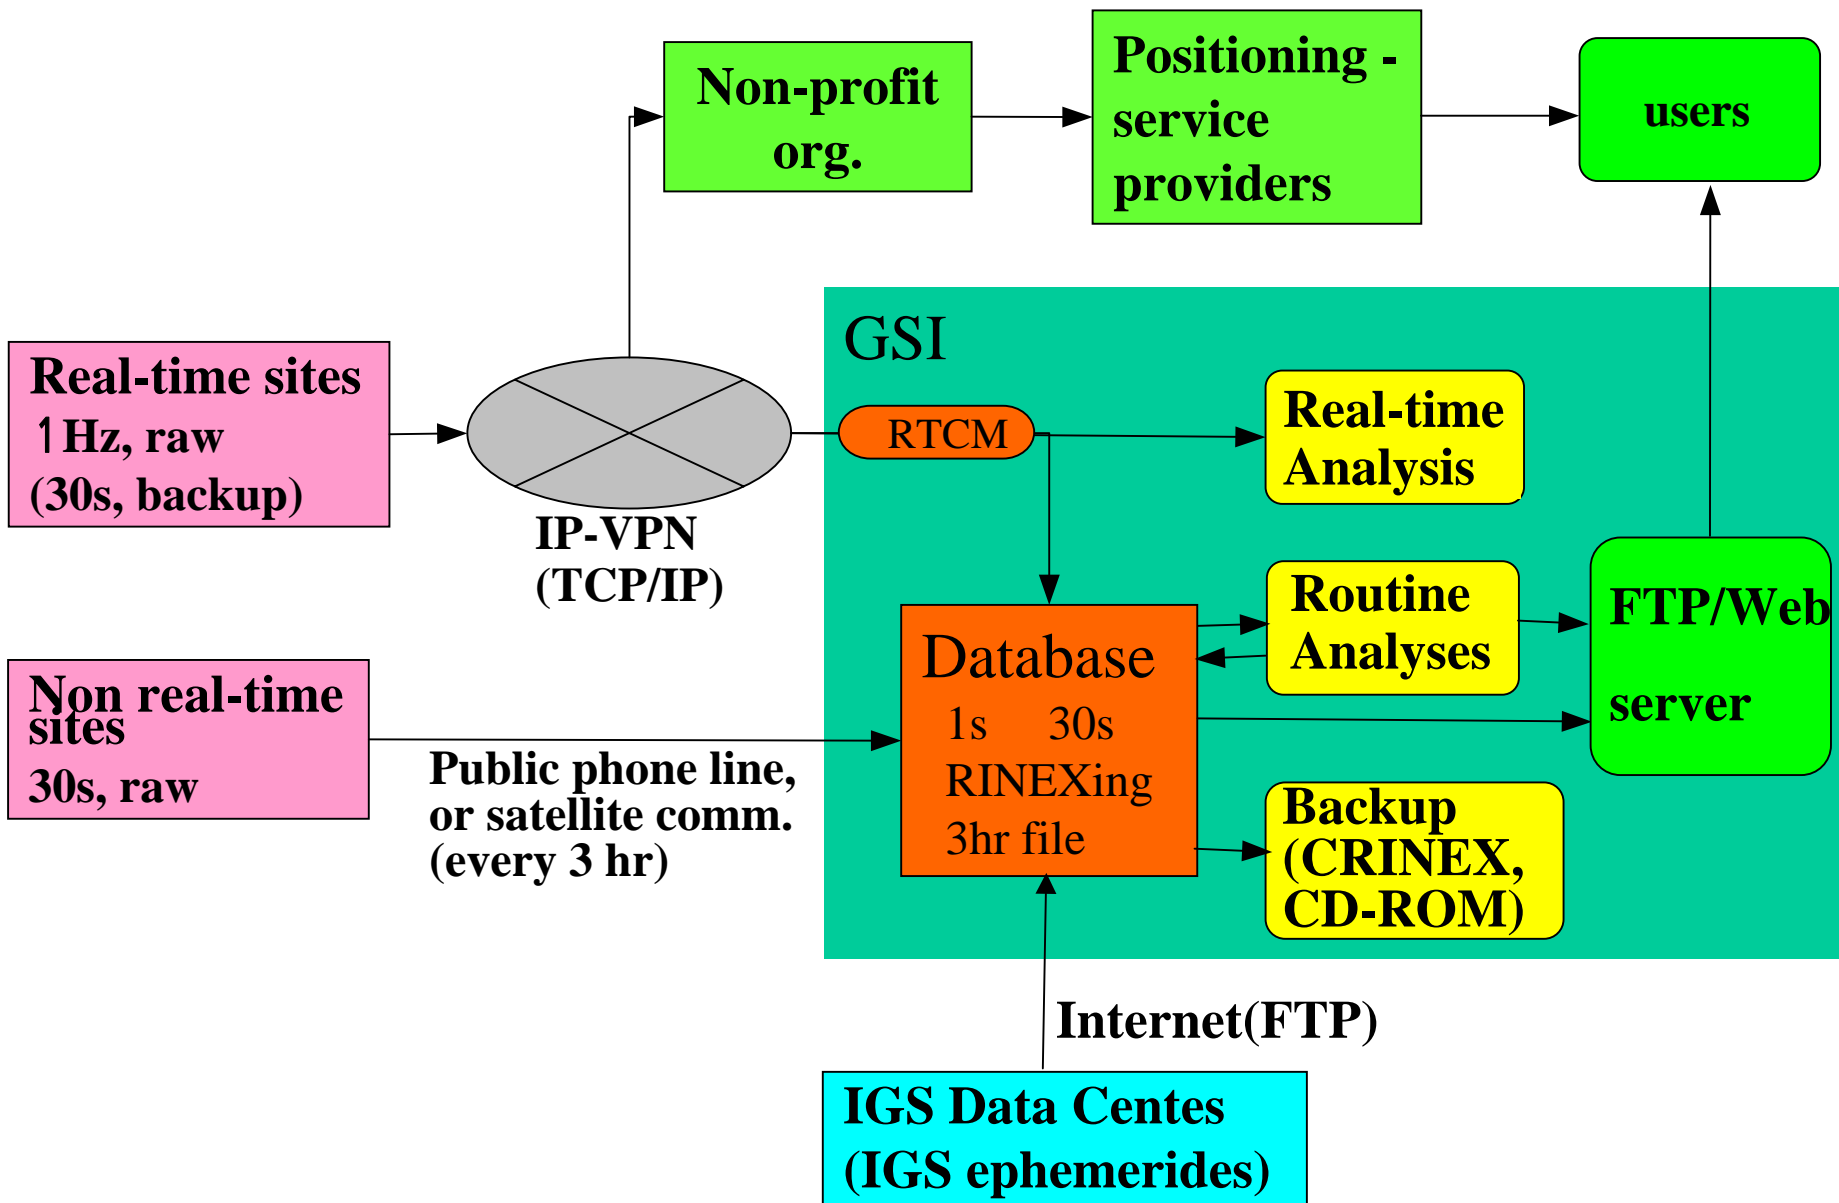 Non-profit
org.
Positioning -
service
providers
users
GSI
Real-time sites
1Hz, raw
(30s, backup)
IP-VPN
(TCP/IP)
RTCM
Real-time
Analysis
Routine
Analyses
FTP/Web
server
Non real-time
sites
30s, raw
Public phone line,
or satellite comm.
(every 3 hr)
Database
1s 30s
RINEXing
3hr file
Backup
(CRINEX,
CD-ROM)
Internet(FTP)
IGS Data Centes
(IGS ephemerides)